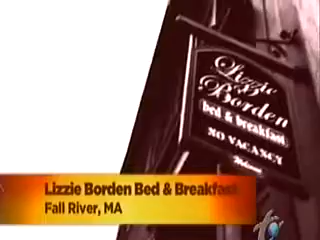 Lizzie
Borden
bed & breakfast
NO VACANCY
Lizzie Borden Bed & Breakfast
Fall River, MA